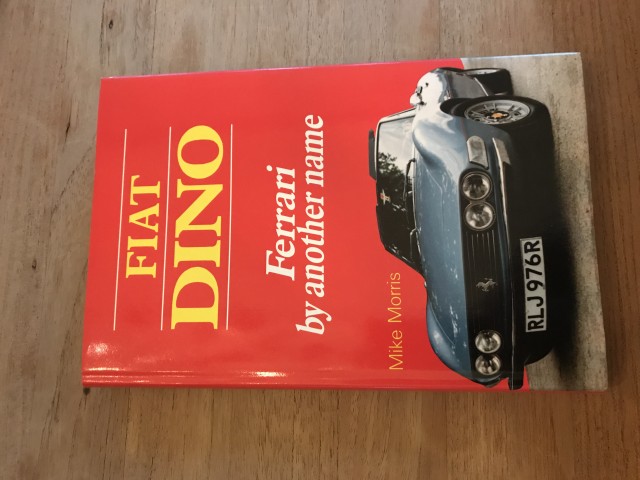 FIAT
DINO
Ferrari
by another name
Mike Morris
RLJ 976R